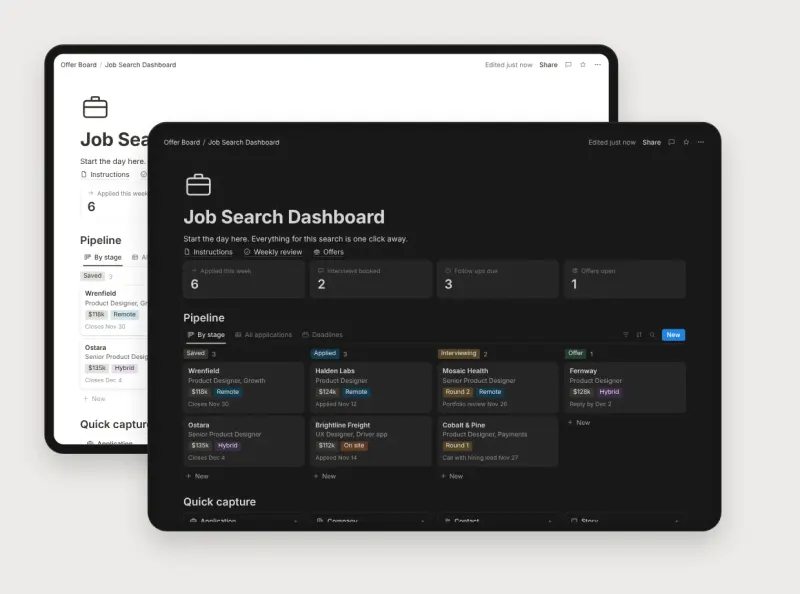 Offer Board / Job Search Dashboard
Edited just now Share
Job Sea
Start the day here.
Instructions
Applied this week
6
Pipeline
By stage
Saved 3
Wrenfield
Product Designer, Gr
$118k Remote
Closes Nov 30
Ostara
Senior Product Desig
$135k Hybrid
Closes Dec 4
+ New
Quick captur
Application
Offer Board / Job Search Dashboard
Edited just now Share
Job Search Dashboard
Start the day here. Everything for this search is one click away.
Instructions Weekly review Offers
Applied this week
6
Interviews booked
2
Follow ups due
3
Offers open
1
Pipeline
By stage All applications Deadlines New
Saved 3
Wrenfield
Product Designer, Growth
$118k Remote
Closes Nov 30
Ostara
Senior Product Designer
$135k Hybrid
Closes Dec 4
+ New
Applied 3
Halden Labs
Product Designer
$124k Remote
Applied Nov 12
Brightline Freight
UX Designer, Driver app
$112k On site
Applied Nov 14
+ New
Interviewing 2
Mosaic Health
Senior Product Designer
Round 2 Remote
Portfolio review Nov 20
Cobalt & Pine
Product Designer, Payments
Round 1
Call with hiring lead Nov 27
+ New
Offer 1
Fernway
Product Designer
$128k Hybrid
Reply by Dec 2
+ New
Quick capture
Application Company Contact Story